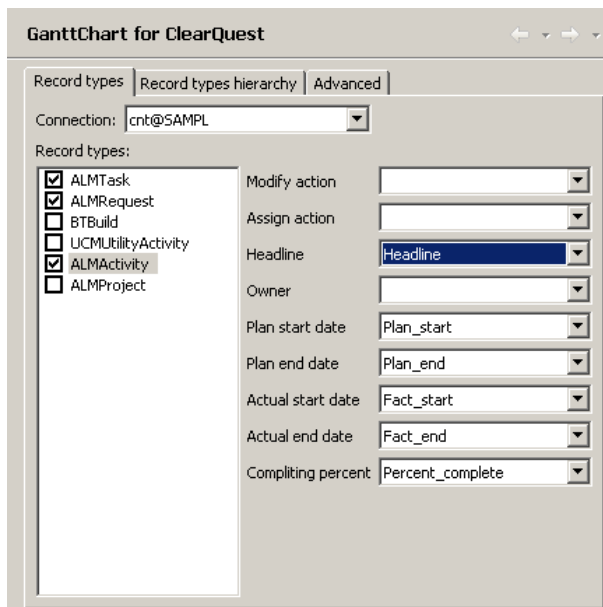 GanttChart for ClearQuest
Record types Record types hierarchy Advanced
Connection: cnt@SAMPL
Record types:
ALMTask
ALMRequest
BTBuild
UCMUtilityActivity
ALMActivity
ALMProject
Modify action
Assign action
Headline Headline
Owner
Plan start date Plan_start
Plan end date Plan_end
Actual start date Fact_start
Actual end date Fact_end
Compliting percent Percent_complete